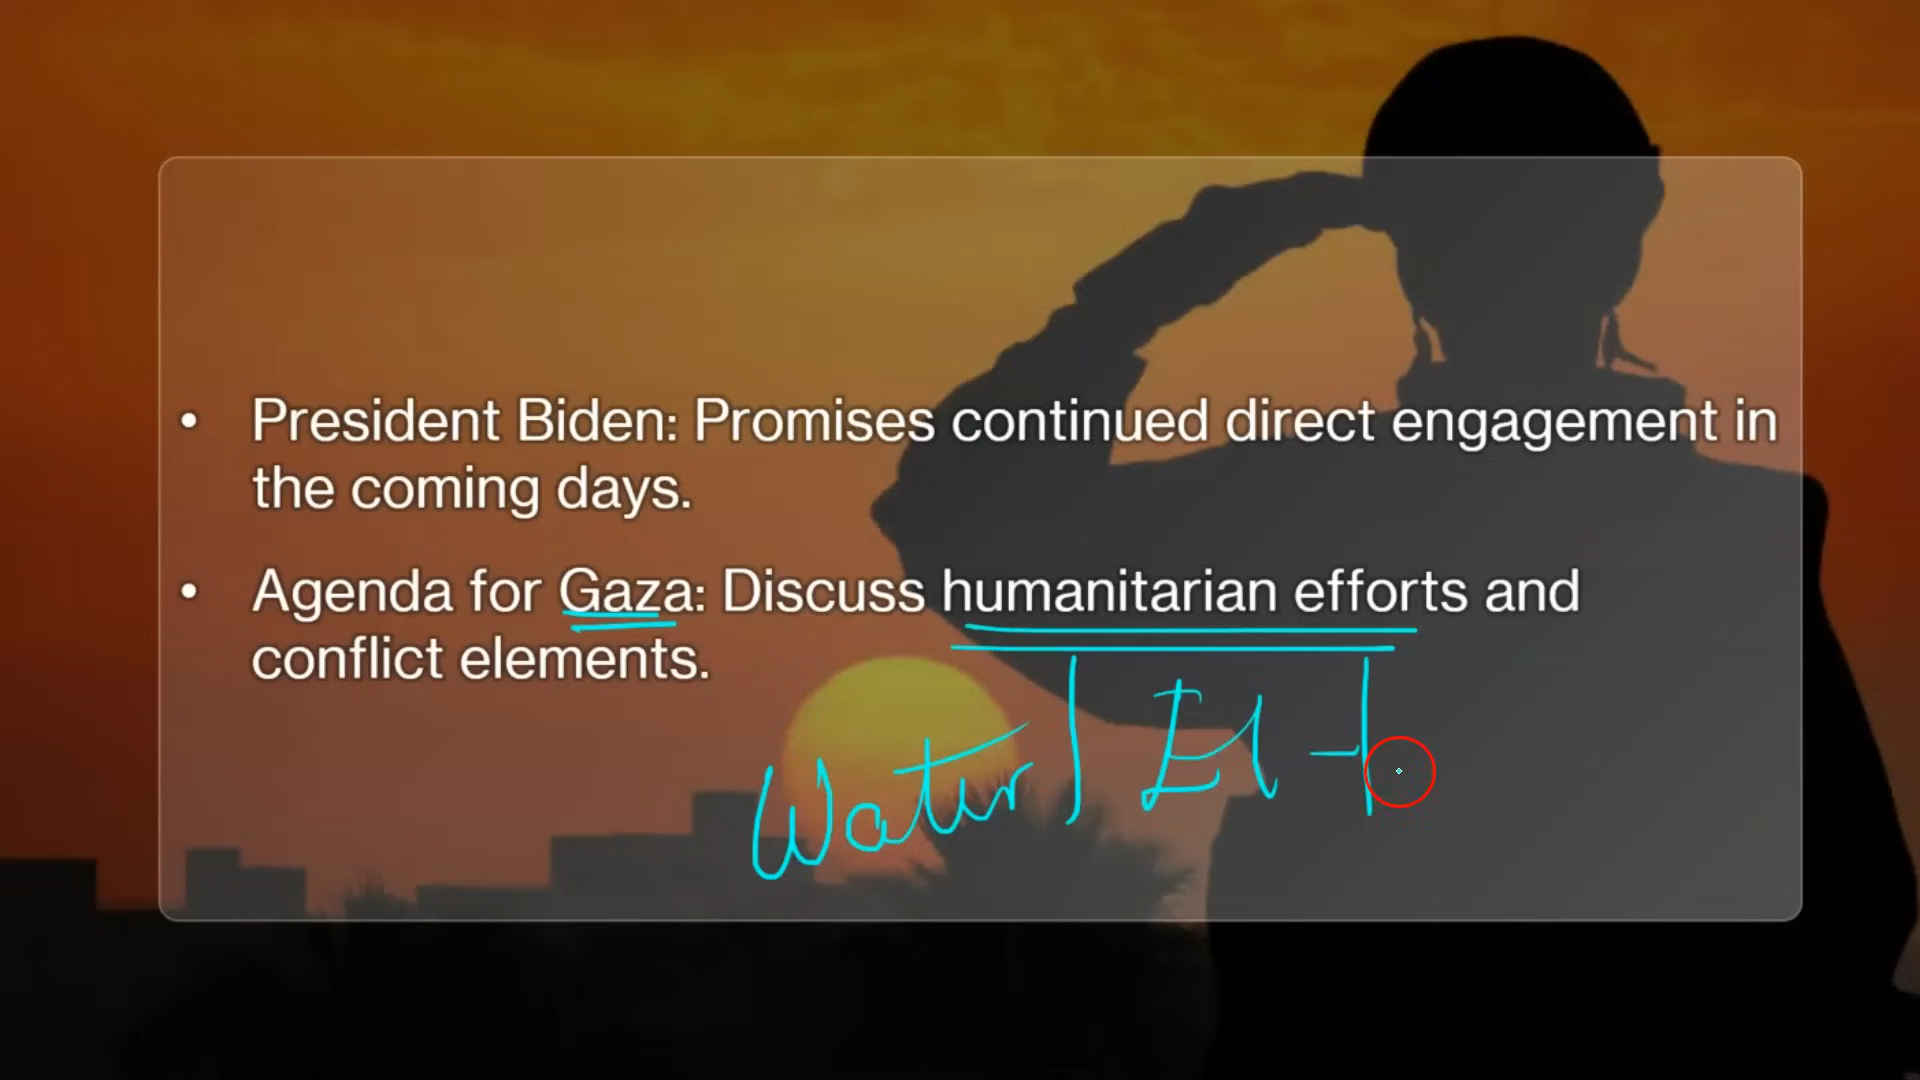 • President Biden: Promises continued direct engagement in
the coming days.
• Agenda for Gaza: Discuss humanitarian efforts and
conflict elements.
Water | El - |